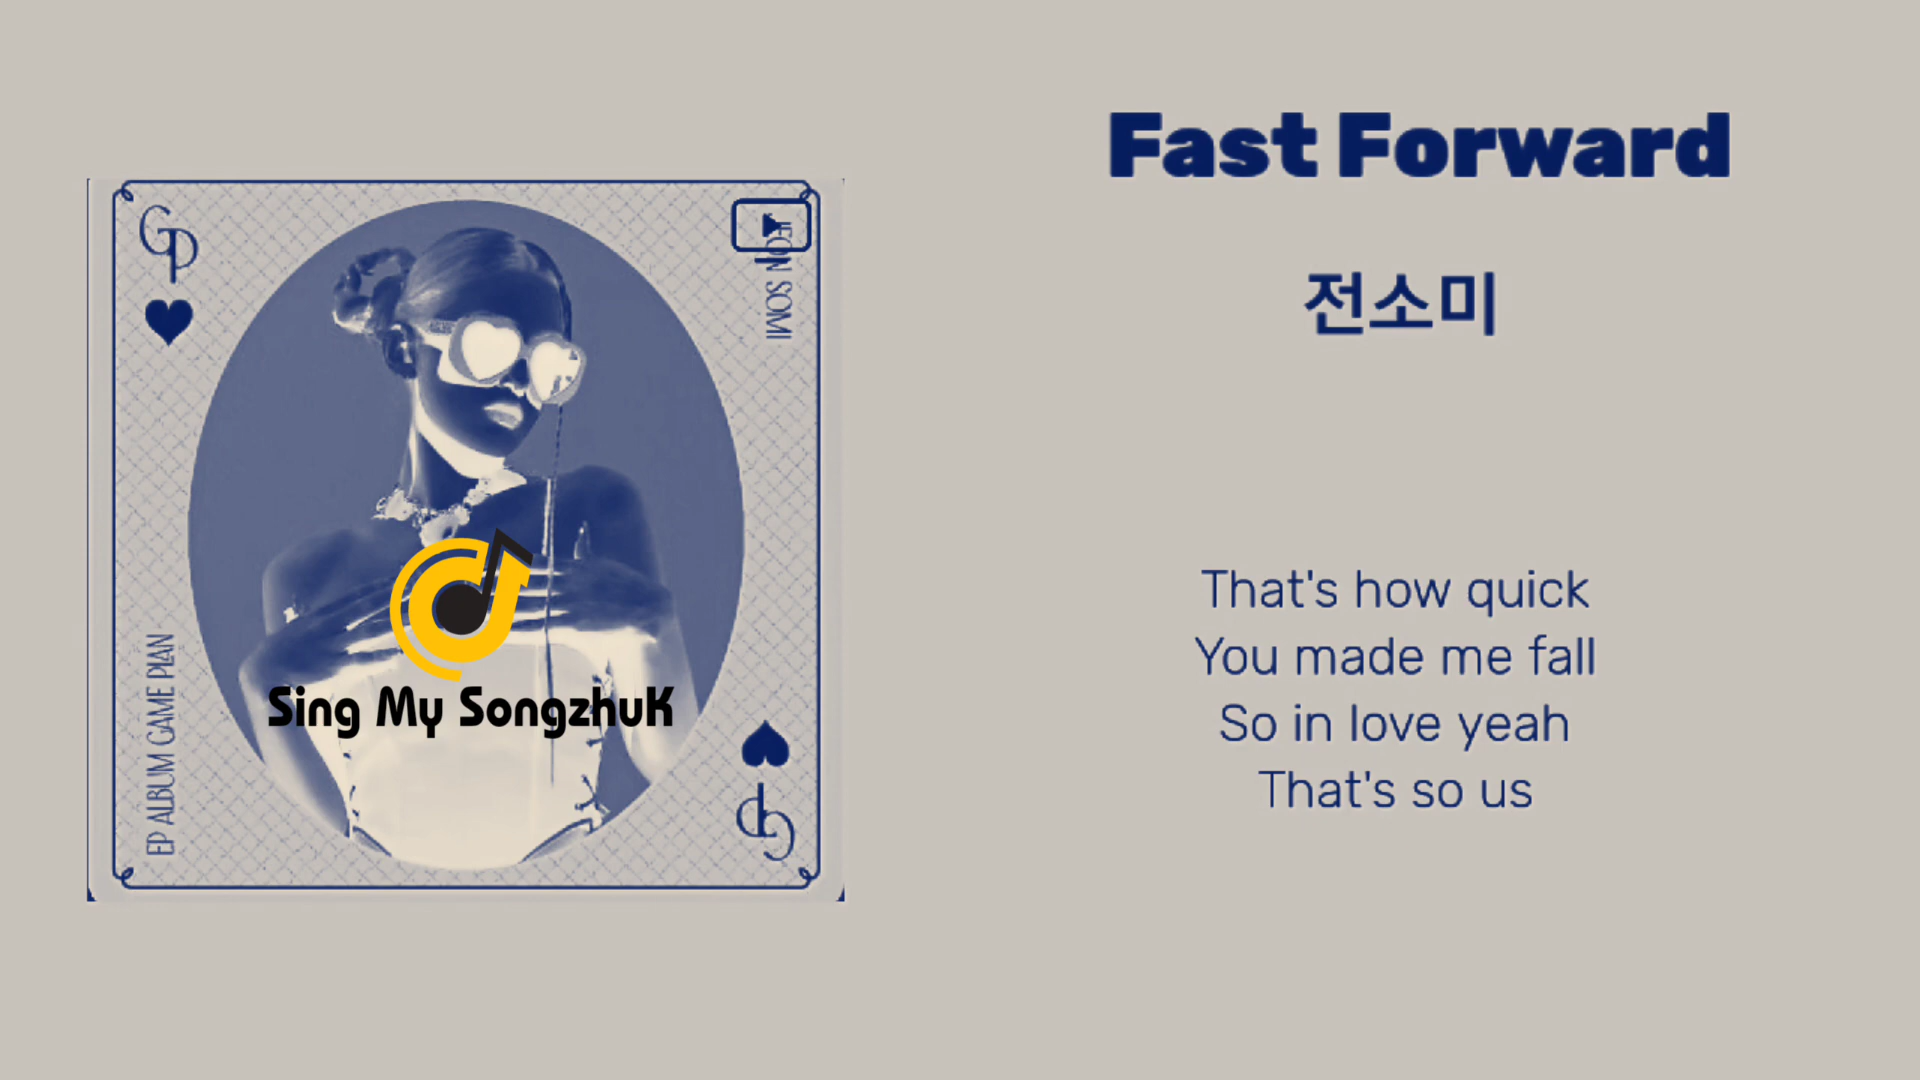 Fast Forward
전소미
That's how quick
You made me fall
So in love yeah
That's so us
GP
JEON SOMI
EP ALBUM GAME PLAN
Sing My SongzhuK
GP